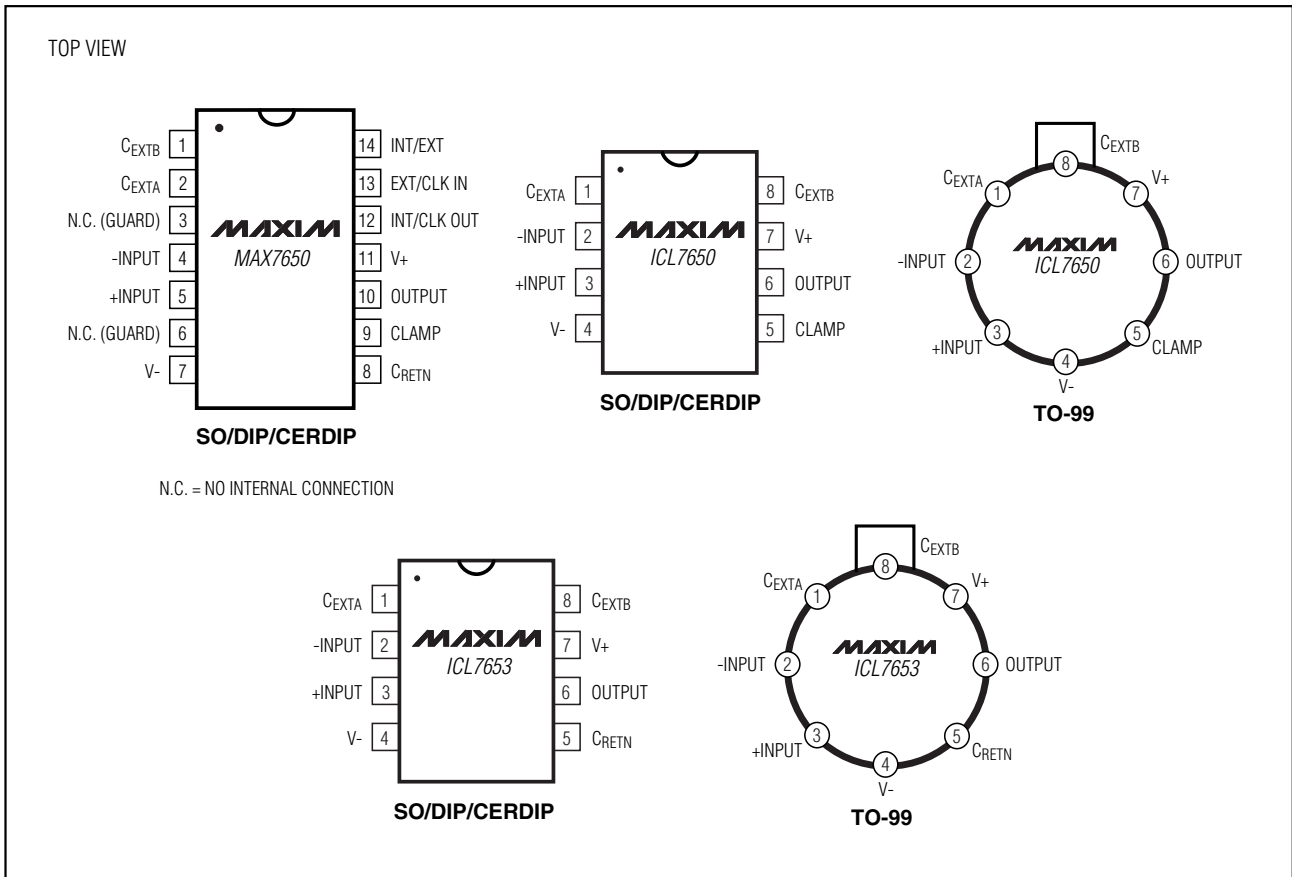 TOP VIEW
CEXTB 1 14 INT/EXT
CEXTA 2 13 EXT/CLK IN
N.C. (GUARD) 3 12 INT/CLK OUT
-INPUT 4 11 V+
+INPUT 5 10 OUTPUT
N.C. (GUARD) 6 9 CLAMP
V- 7 8 CRETN
MAXIM
MAX7650
SO/DIP/CERDIP
N.C. = NO INTERNAL CONNECTION
CEXTA 1 8 CEXTB
-INPUT 2 7 V+
+INPUT 3 6 OUTPUT
V- 4 5 CLAMP
MAXIM
ICL7650
SO/DIP/CERDIP
CEXTB
8
CEXTA 1 7 V+
-INPUT 2 6 OUTPUT
+INPUT 3 5 CLAMP
4
V-
MAXIM
ICL7650
TO-99
CEXTA 1 8 CEXTB
-INPUT 2 7 V+
+INPUT 3 6 OUTPUT
V- 4 5 CRETN
MAXIM
ICL7653
SO/DIP/CERDIP
CEXTB
8
CEXTA 1 7 V+
-INPUT 2 6 OUTPUT
+INPUT 3 5 CRETN
4
V-
MAXIM
ICL7653
TO-99